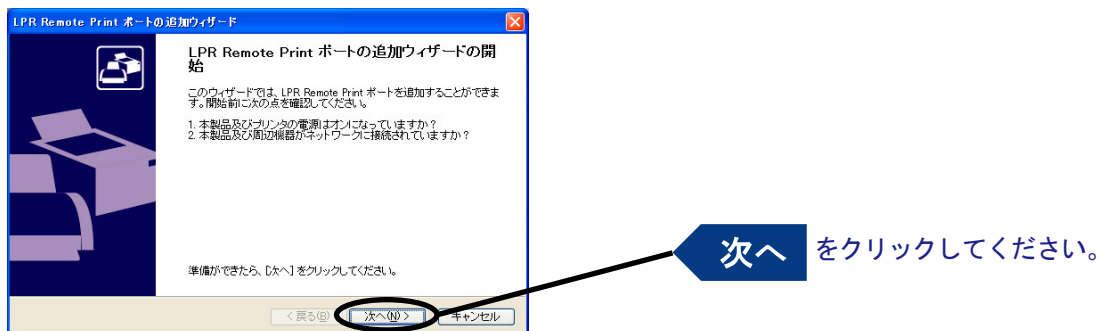 LPR Remote Print ポートの追加ウィザード
LPR Remote Print ポートの追加ウィザードの開
始
このウィザードでは、LPR Remote Print ポートを追加することができま
す。開始前に次の点を確認してください。
1. 本製品及びプリンタの電源はオンになっていますか？
2. 本製品及び周辺機器がネットワークに接続されていますか？
準備ができたら、[次へ] をクリックしてください。
< 戻る(B)
次へ(N) >
キャンセル
次へ をクリックしてください。